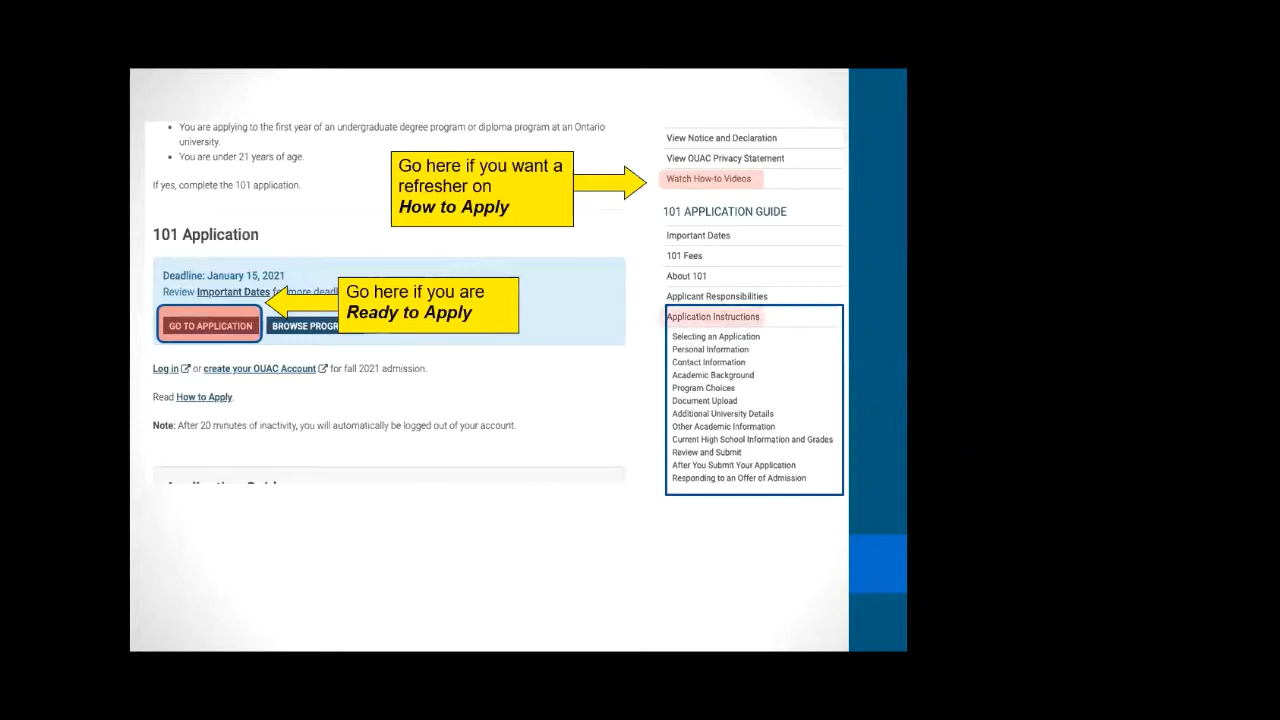 You are applying to the first year of an undergraduate degree program or diploma program at an Ontario
university.
You are under 21 years of age.
If yes, complete the 101 application.
Go here if you want a
refresher on
How to Apply
101 Application
Deadline: January 15, 2021
Review Important Dates for more
Go here if you are
Ready to Apply
GO TO APPLICATION
BROWSE
Log in or create your OUAC Account for fall 2021 admission.
Read How to Apply.
Note: After 20 minutes of inactivity, you will automatically be logged out of your account.
View Notice and Declaration
View OUAC Privacy Statement
Watch How-to Videos
101 APPLICATION GUIDE
Important Dates
101 Fees
About 101
Applicant Responsibilities
Application Instructions
Selecting an Application
Personal Information
Contact Information
Academic Background
Program Choices
Document Upload
Additional University Details
Other Academic Information
Current High School Information and Grades
Review and Submit
After You Submit Your Application
Responding to an Offer of Admission